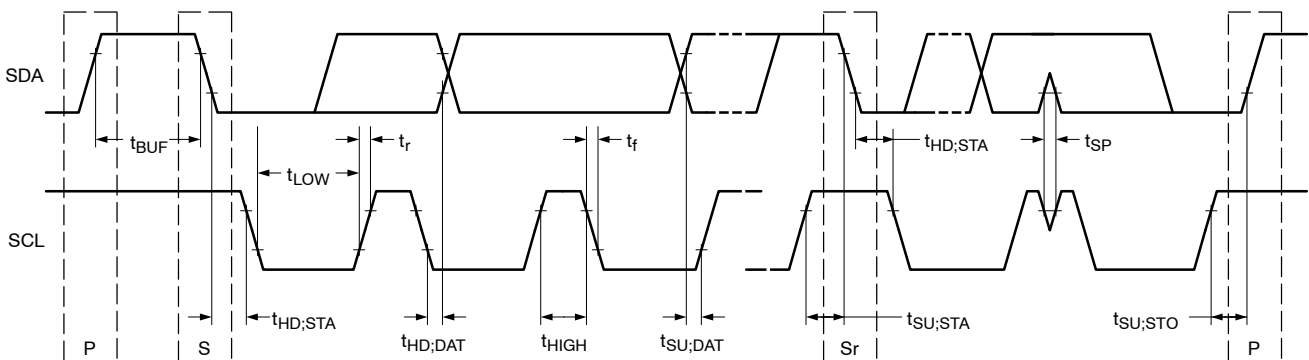 SDA
t_BUF
t_r
t_f
t_HD;STA
t_SP
t_LOW
SCL
t_HD;STA
t_HD;DAT
t_HIGH
t_SU;DAT
t_SU;STA
t_SU;STO
P
S
Sr
P